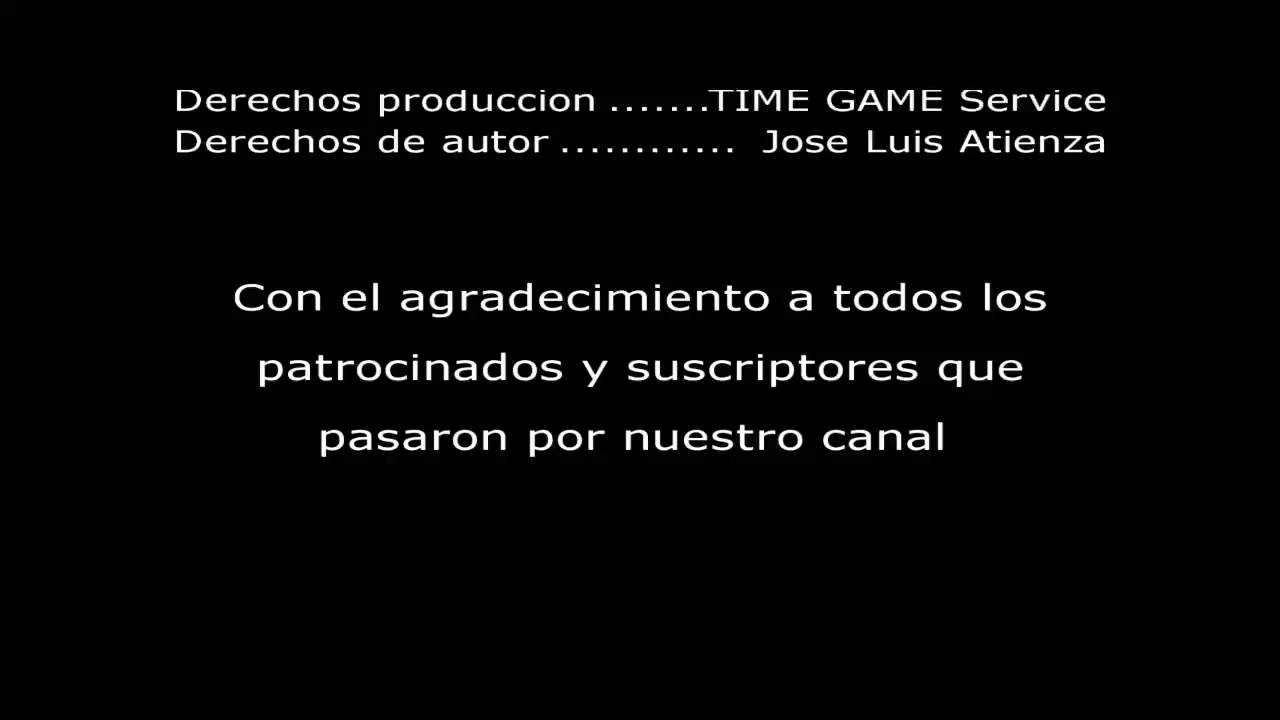 Derechos produccion .......TIME GAME Service
Derechos de autor ............ Jose Luis Atienza
Con el agradecimiento a todos los
patrocinados y suscriptores que
pasaron por nuestro canal